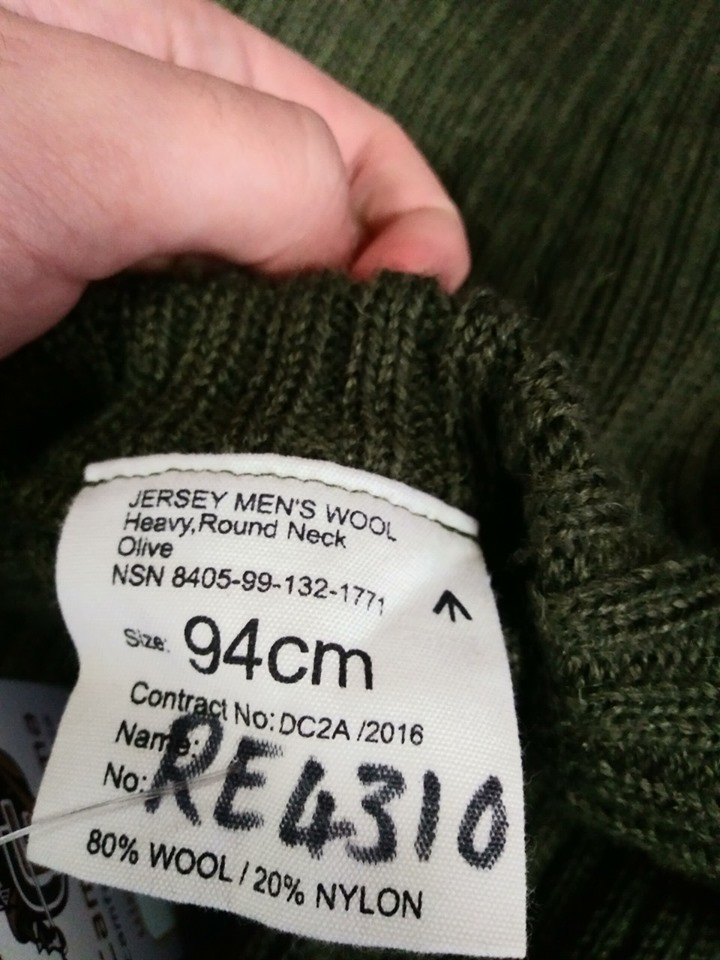 JERSEY MEN'S WOOL
Heavy,Round Neck
Olive
NSN 8405-99-132-1771
Size: 94cm
Contract No: DC2A /2016
Name:
No: RE4310
80% WOOL / 20% NYLON